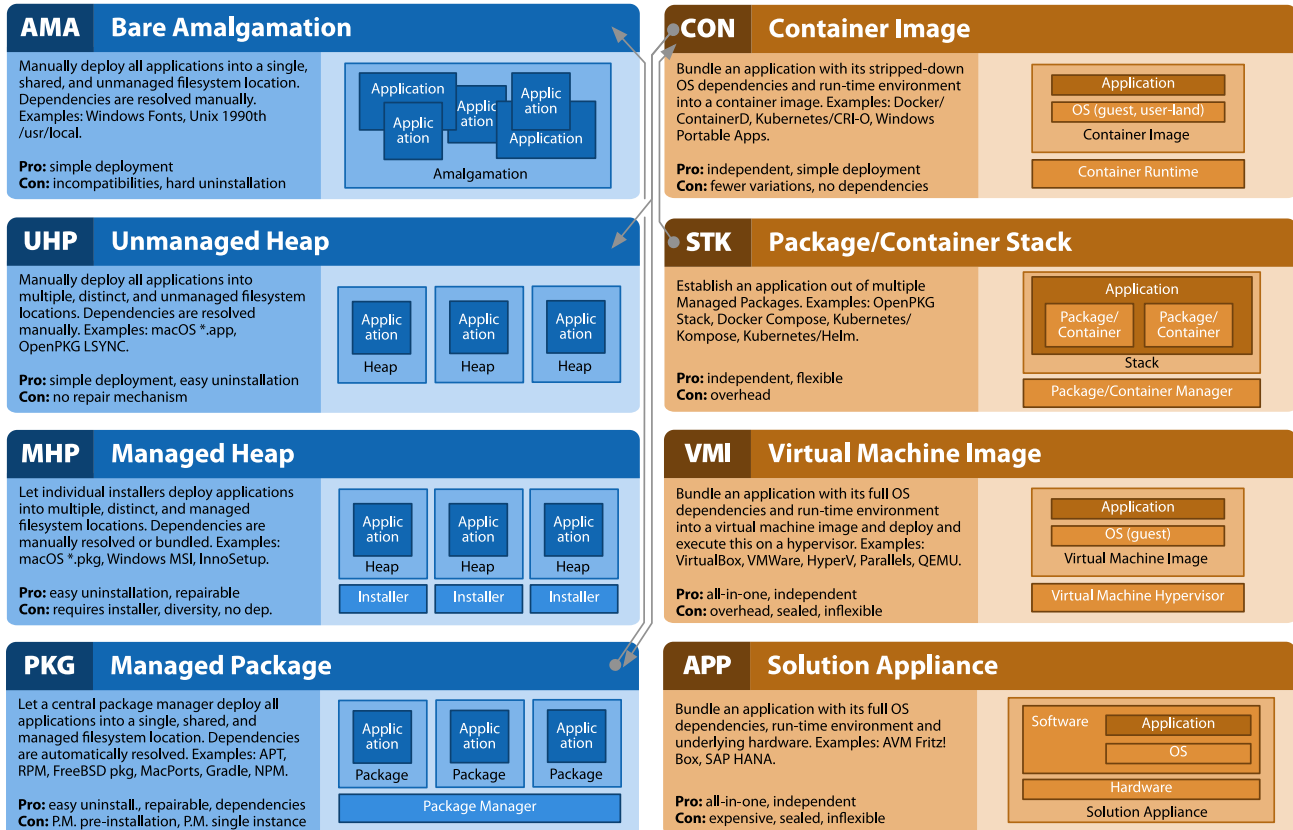 AMA Bare Amalgamation
Manually deploy all applications into a single,
shared, and unmanaged filesystem location.
Dependencies are resolved manually.
Examples: Windows Fonts, Unix 1990th
/usr/local.
Pro: simple deployment
Con: incompatibilities, hard uninstallation
Application
Applic
ation
Applic
ation
Applic
ation
Application
Amalgamation
UHP Unmanaged Heap
Manually deploy all applications into
multiple, distinct, and unmanaged filesystem
locations. Dependencies are resolved
manually. Examples: macOS *.app,
OpenPKG LSYNC.
Pro: simple deployment, easy uninstallation
Con: no repair mechanism
Applic
ation
Heap
Applic
ation
Heap
Applic
ation
Heap
MHP Managed Heap
Let individual installers deploy applications
into multiple, distinct, and managed
filesystem locations. Dependencies are
manually resolved or bundled. Examples:
macOS *.pkg, Windows MSI, InnoSetup.
Pro: easy uninstallation, repairable
Con: requires installer, diversity, no dep.
Applic
ation
Heap
Installer
Applic
ation
Heap
Installer
Applic
ation
Heap
Installer
PKG Managed Package
Let a central package manager deploy all
applications into a single, shared, and
managed filesystem location. Dependencies
are automatically resolved. Examples: APT,
RPM, FreeBSD pkg, MacPorts, Gradle, NPM.
Pro: easy uninstall., repairable, dependencies
Con: P.M. pre-installation, P.M. single instance
Applic
ation
Package
Applic
ation
Package
Applic
ation
Package
Package Manager
CON Container Image
Bundle an application with its stripped-down
OS dependencies and run-time environment
into a container image. Examples: Docker/
ContainerD, Kubernetes/CRI-O, Windows
Portable Apps.
Pro: independent, simple deployment
Con: fewer variations, no dependencies
Application
OS (guest, user-land)
Container Image
Container Runtime
STK Package/Container Stack
Establish an application out of multiple
Managed Packages. Examples: OpenPKG
Stack, Docker Compose, Kubernetes/
Kompose, Kubernetes/Helm.
Pro: independent, flexible
Con: overhead
Application
Package/
Container
Package/
Container
Stack
Package/Container Manager
VMI Virtual Machine Image
Bundle an application with its full OS
dependencies and run-time environment
into a virtual machine image and deploy and
execute this on a hypervisor. Examples:
VirtualBox, VMWare, HyperV, Parallels, QEMU.
Pro: all-in-one, independent
Con: overhead, sealed, inflexible
Application
OS (guest)
Virtual Machine Image
Virtual Machine Hypervisor
APP Solution Appliance
Bundle an application with its full OS
dependencies, run-time environment and
underlying hardware. Examples: AVM Fritz!
Box, SAP HANA.
Pro: all-in-one, independent
Con: expensive, sealed, inflexible
Software
Application
OS
Hardware
Solution Appliance